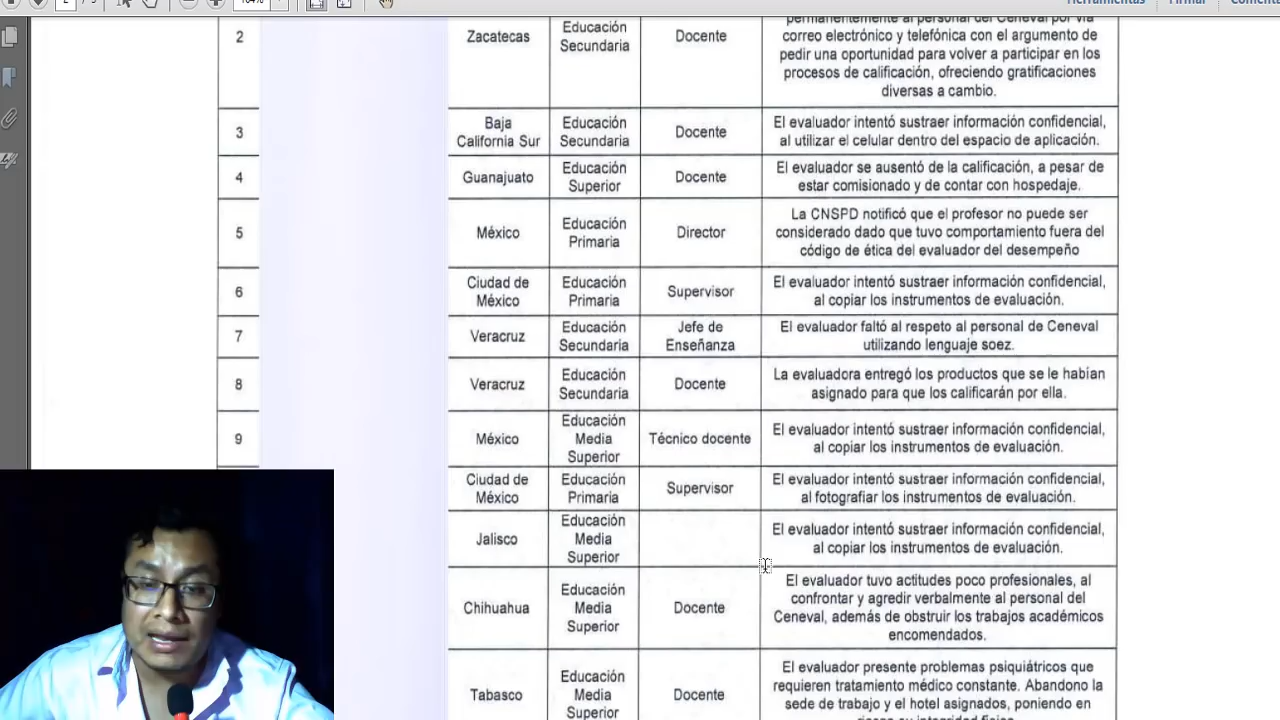 Herramientas Firmar
permanentemente al personal del Ceneval por vía
2 Zacatecas Educación Secundaria Docente correo electrónico y telefónica con el argumento de
pedir una oportunidad para volver a participar en los
procesos de calificación, ofreciendo gratificaciones
diversas a cambio.
3 Baja Educación Docente El evaluador intentó sustraer información confidencial,
California Sur Secundaria al utilizar el celular dentro del espacio de aplicación.
4 Guanajuato Educación Docente El evaluador se ausentó de la calificación, a pesar de
Superior estar comisionado y de contar con hospedaje.
La CNSPD notificó que el profesor no puede ser
5 México Educación Primaria Director considerado dado que tuvo comportamiento fuera del
código de ética del evaluador del desempeño
6 Ciudad de Educación Supervisor El evaluador intentó sustraer información confidencial,
México Primaria al copiar los instrumentos de evaluación.
7 Veracruz Educación Jefe de El evaluador faltó al respeto al personal de Ceneval
Secundaria Enseñanza utilizando lenguaje soez.
8 Veracruz Educación Docente La evaluadora entregó los productos que se le habían
Secundaria asignado para que los calificarán por ella.
9 México Educación Técnico docente El evaluador intentó sustraer información confidencial,
Media Superior al copiar los instrumentos de evaluación.
Ciudad de Educación Supervisor El evaluador intentó sustraer información confidencial,
México Primaria al fotografiar los instrumentos de evaluación.
Jalisco Educación El evaluador intentó sustraer información confidencial,
Media Superior al copiar los instrumentos de evaluación.
El evaluador tuvo actitudes poco profesionales, al
Chihuahua Educación Media Superior Docente confrontar y agredir verbalmente al personal del
Ceneval, además de obstruir los trabajos académicos
encomendados.
El evaluador presente problemas psiquiátricos que
Tabasco Educación Media Superior Docente requieren tratamiento médico constante. Abandono la
sede de trabajo y el hotel asignados, poniendo en